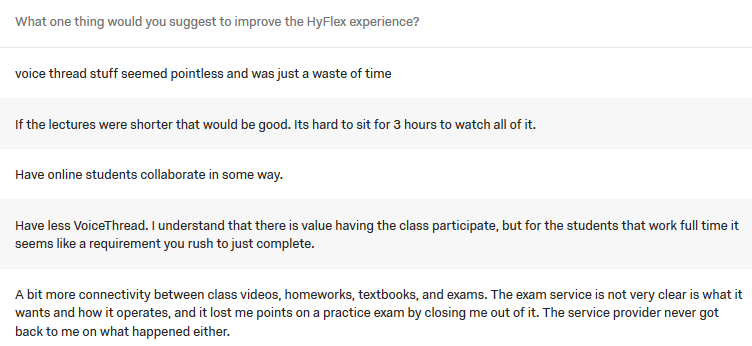 What one thing would you suggest to improve the HyFlex experience?
voice thread stuff seemed pointless and was just a waste of time
If the lectures were shorter that would be good. Its hard to sit for 3 hours to watch all of it.
Have online students collaborate in some way.
Have less VoiceThread. I understand that there is value having the class participate, but for the students that work full time it
seems like a requirement you rush to just complete.
A bit more connectivity between class videos, homeworks, textbooks, and exams. The exam service is not very clear is what it
wants and how it operates, and it lost me points on a practice exam by closing me out of it. The service provider never got
back to me on what happened either.